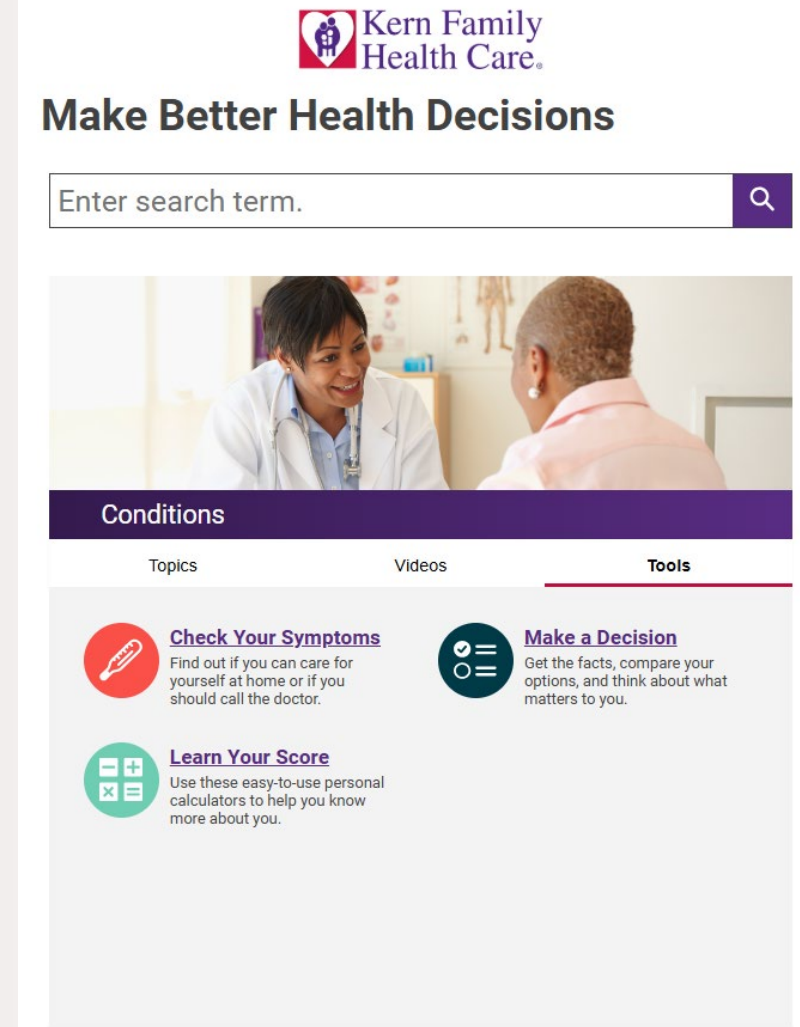 Kern Family
Health Care®
Make Better Health Decisions
Enter search term.
Conditions
Topics
Videos
Tools
Check Your Symptoms
Find out if you can care for
yourself at home or if you
should call the doctor.
Make a Decision
Get the facts, compare your
options, and think about what
matters to you.
Learn Your Score
Use these easy-to-use personal
calculators to help you know
more about you.